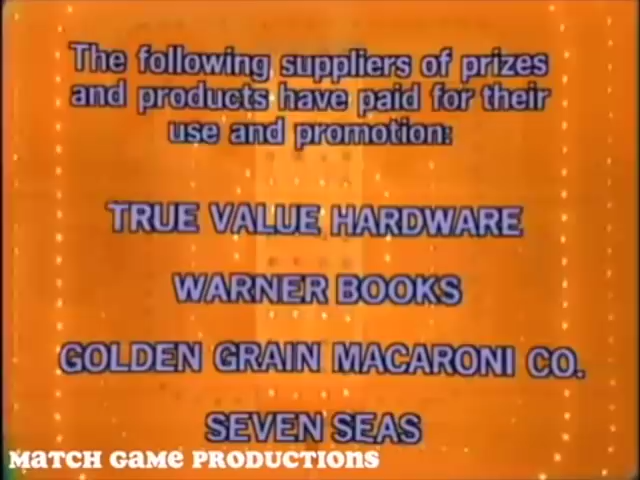 The following suppliers of prizes
and products have paid for their
use and promotion:
TRUE VALUE HARDWARE
WARNER BOOKS
GOLDEN GRAIN MACARONI CO.
SEVEN SEAS
MATCH GAME PRODUCTIONS